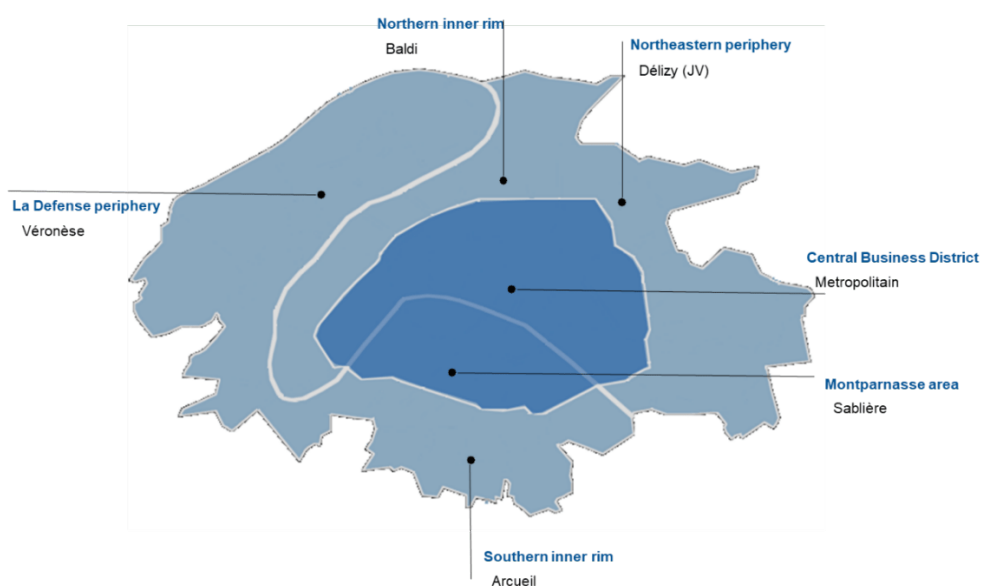 Northern inner rim
Baldi
Northeastern periphery
Délizy (JV)
La Defense periphery
Véronèse
Central Business District
Metropolitain
Montparnasse area
Sablière
Southern inner rim
Arcueil